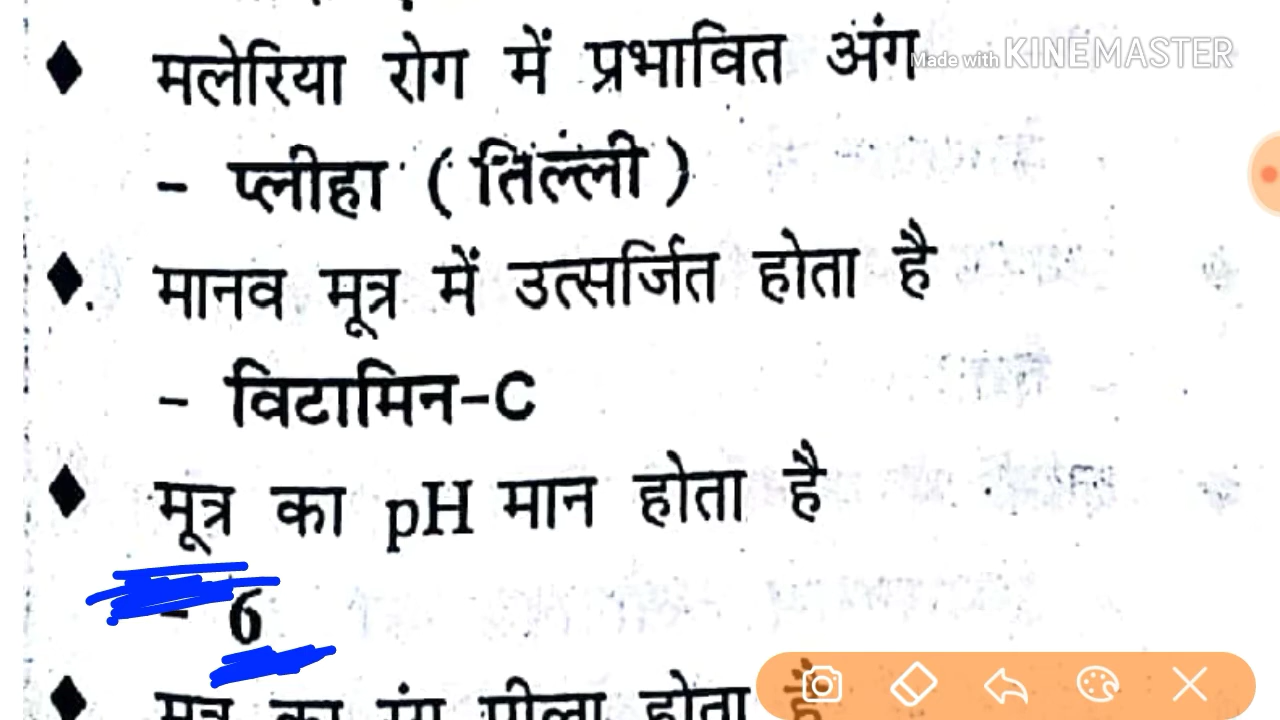 ♦ मलेरिया रोग में प्रभावित अंग
Made with KINEMASTER
- प्लीहा (तिल्ली)
♦ मानव मूत्र में उत्सर्जित होता है
- विटामिन-C
♦ मूत्र का pH मान होता है
- 6
♦ मूत्र का रंग पीला होता है